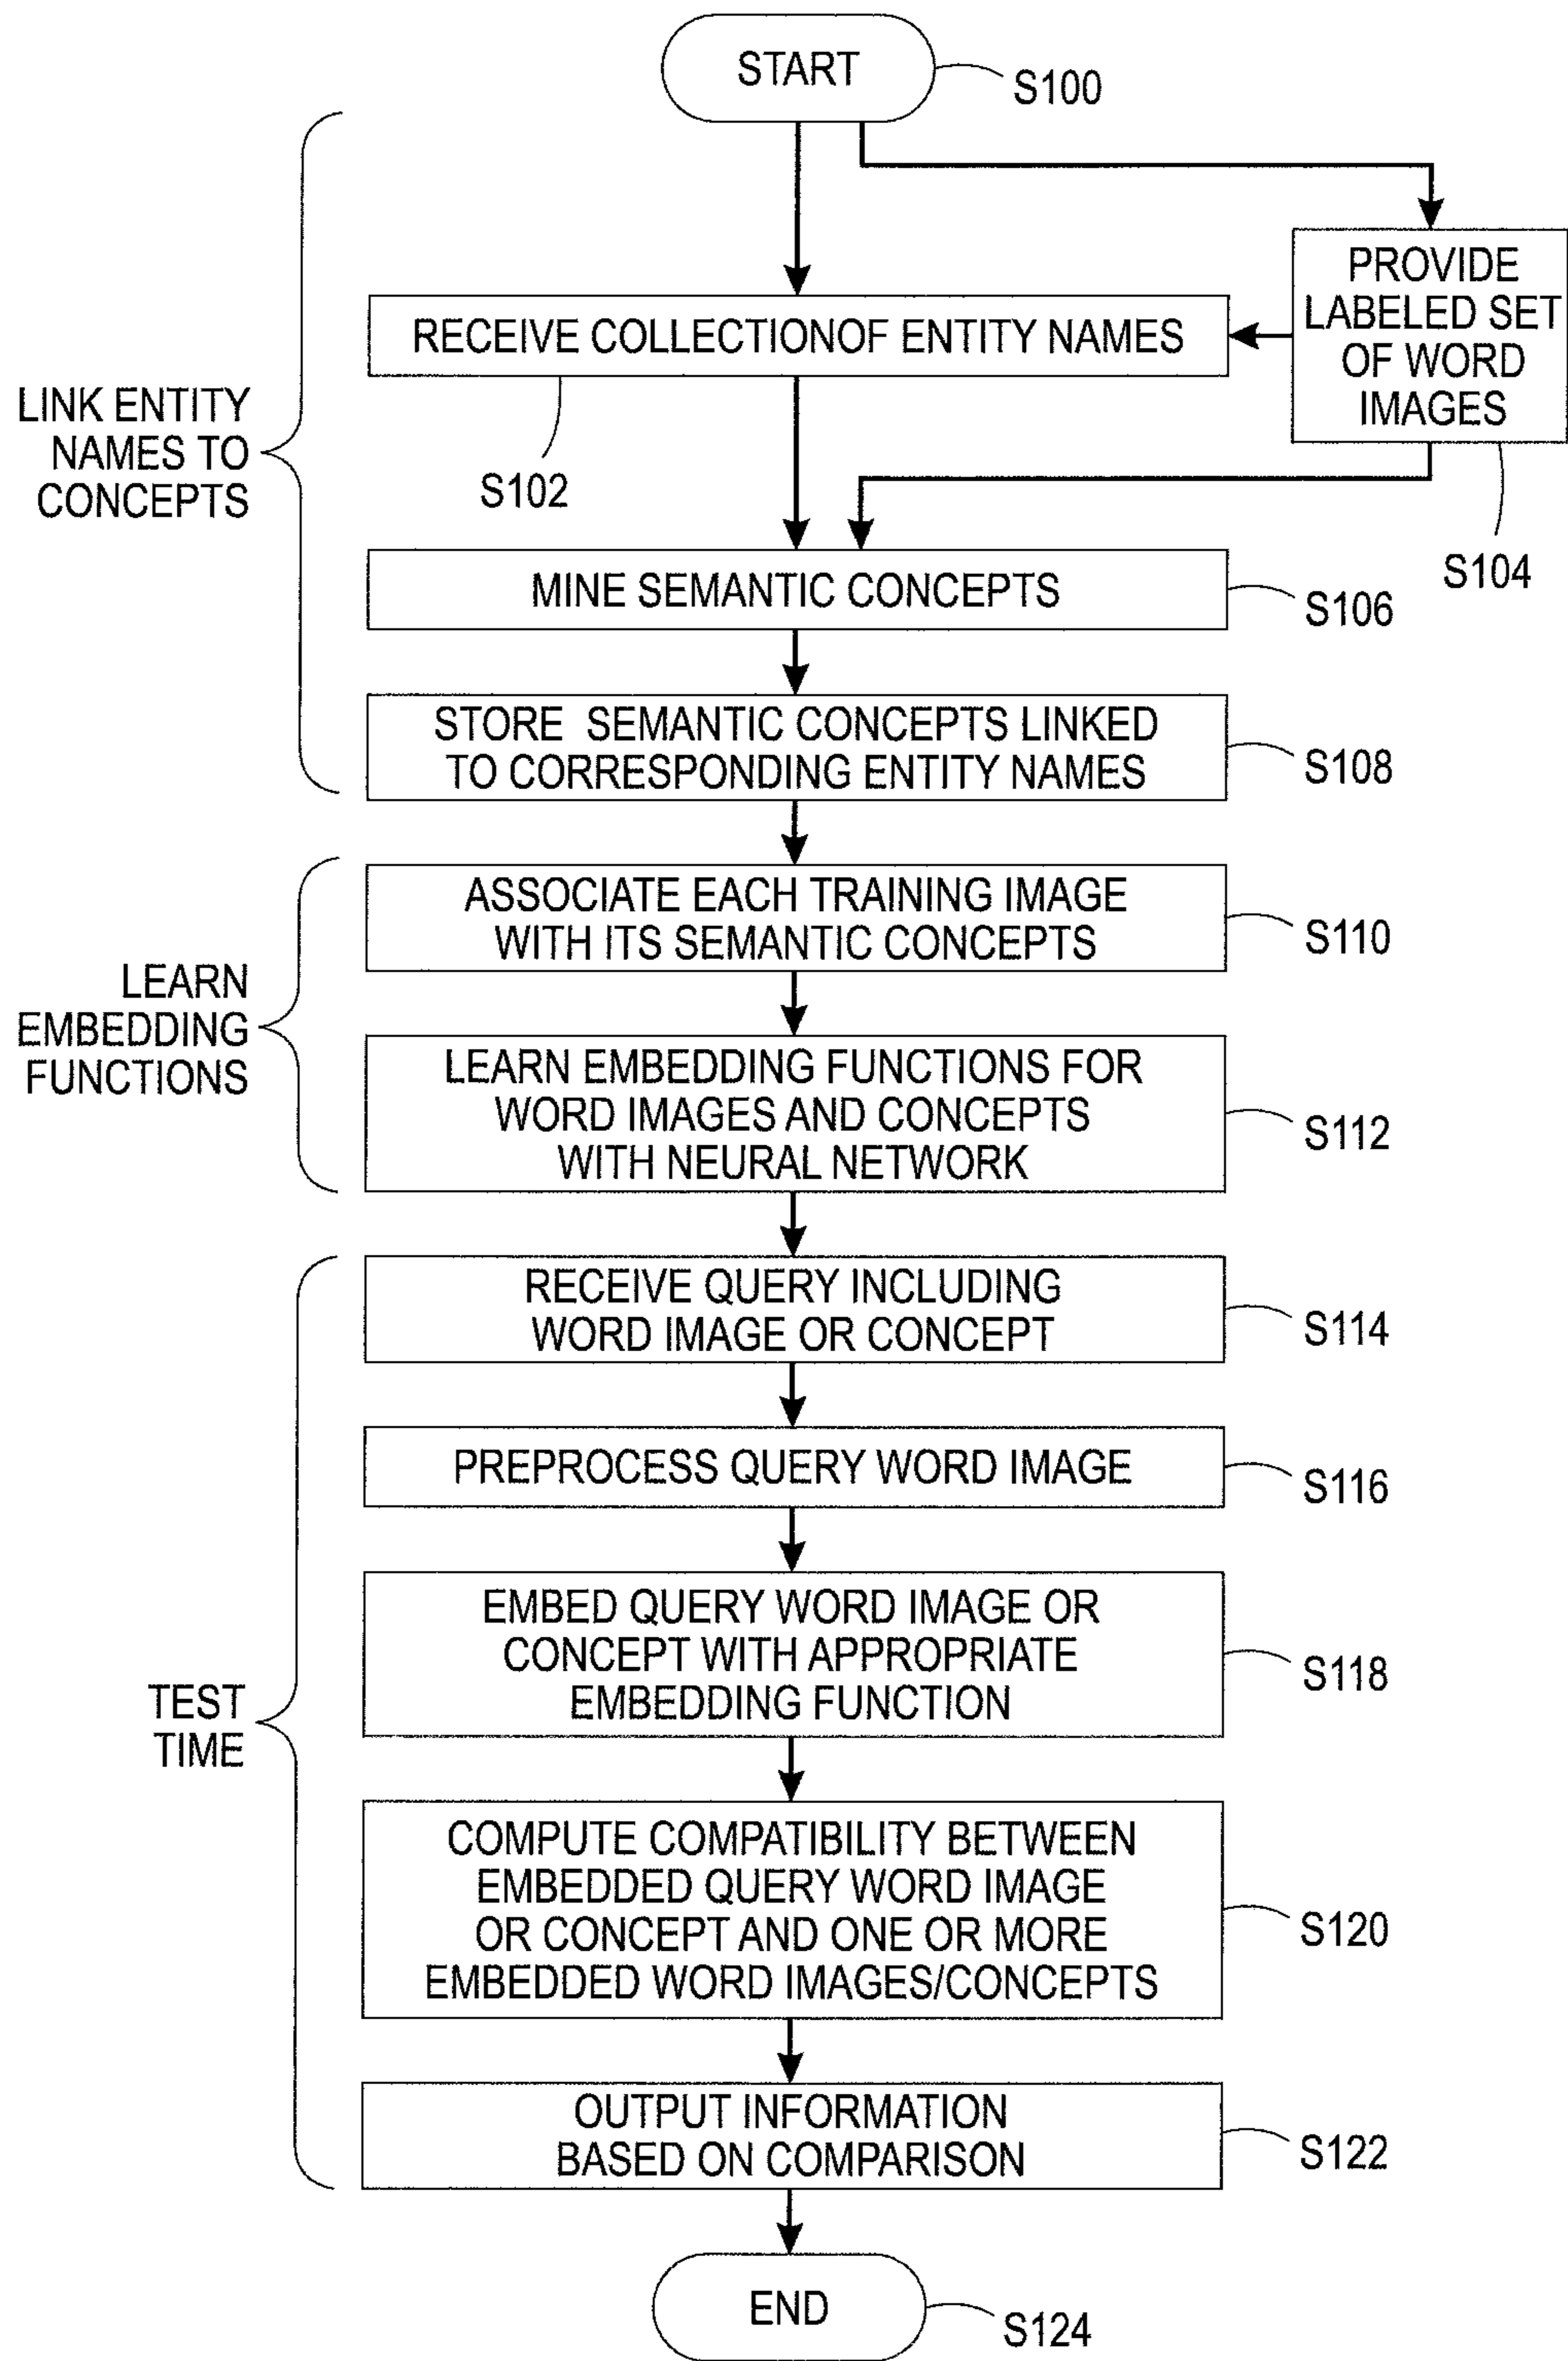 START
S100
PROVIDE
LABELED SET
OF WORD
IMAGES
RECEIVE COLLECTIONOF ENTITY NAMES
LINK ENTITY
NAMES TO
CONCEPTS
S102
S104
MINE SEMANTIC CONCEPTS
S106
STORE SEMANTIC CONCEPTS LINKED
TO CORRESPONDING ENTITY NAMES
S108
ASSOCIATE EACH TRAINING IMAGE
WITH ITS SEMANTIC CONCEPTS
S110
LEARN
EMBEDDING
FUNCTIONS
LEARN EMBEDDING FUNCTIONS FOR
WORD IMAGES AND CONCEPTS
WITH NEURAL NETWORK
S112
RECEIVE QUERY INCLUDING
WORD IMAGE OR CONCEPT
S114
PREPROCESS QUERY WORD IMAGE
S116
EMBED QUERY WORD IMAGE OR
CONCEPT WITH APPROPRIATE
EMBEDDING FUNCTION
S118
TEST
TIME
COMPUTE COMPATIBILITY BETWEEN
EMBEDDED QUERY WORD IMAGE
OR CONCEPT AND ONE OR MORE
EMBEDDED WORD IMAGES/CONCEPTS
S120
OUTPUT INFORMATION
BASED ON COMPARISON
S122
END
S124